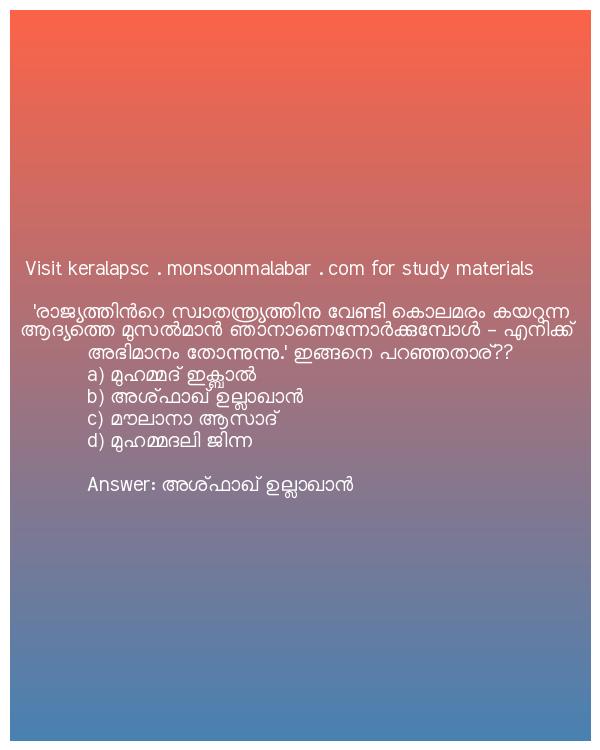 Visit keralapsc . monsoonmalabar . com for study materials
'രാജ്യത്തിൻറെ സ്വാതന്ത്ര്യത്തിനു വേണ്ടി കൊലമരം കയറുന്ന
ആദ്യത്തെ മുസൽമാൻ ഞാനാണെന്നോർക്കുമ്പോൾ - എനിക്ക്
അഭിമാനം തോന്നുന്നു.' ഇങ്ങനെ പറഞ്ഞതാര്??
a) മുഹമ്മദ് ഇക്ബാൽ
b) അശ്ഫാഖ് ഉല്ലാഖാൻ
c) മൗലാനാ ആസാദ്
d) മുഹമ്മദലി ജിന്ന
Answer: അശ്ഫാഖ് ഉല്ലാഖാൻ